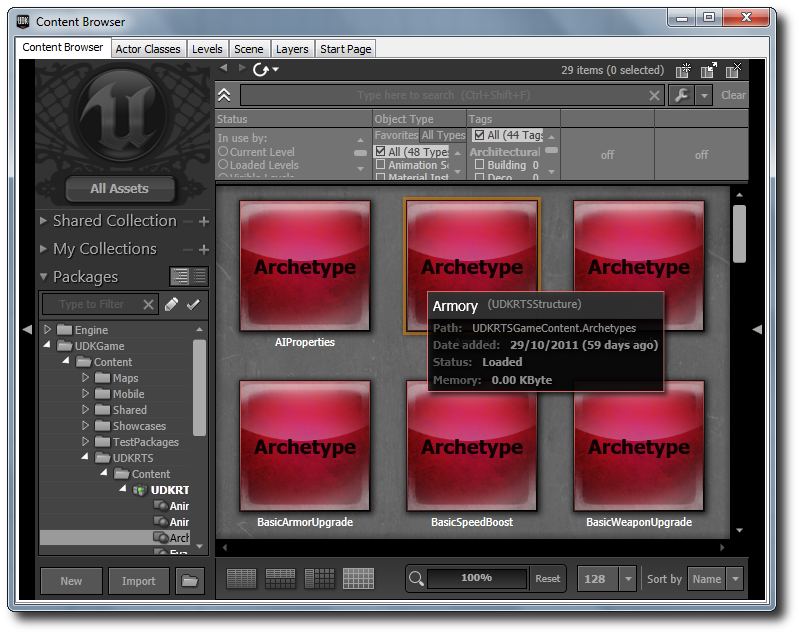 Content Browser
Content Browser Actor Classes Levels Scene Layers Start Page
29 items (0 selected)
Type here to search (Ctrl+Shift+F) Clear
Status Object Type Tags
In use by: Favorites All Types All (44 Tags
Current Level All (48 Types Architectural off off
Loaded Levels Animation Se Building 0
Visible Levels Material Inst Deco 0
All Assets
Shared Collection
My Collections
Packages
Type to Filter
Engine
UDKGame
Content
Maps
Mobile
Shared
Showcases
TestPackages
UDKRTS
Content
UDKRT
Anir
Anir
Arch
Archetype Archetype Archetype
AIProperties
Armory (UDKRTSStructure)
Path: UDKRTSGameContent.Archetypes
Date added: 29/10/2011 (59 days ago)
Status: Loaded
Memory: 0.00 KByte
Archetype Archetype Archetype
BasicArmorUpgrade BasicSpeedBoost BasicWeaponUpgrade
New Import 100% Reset 128 Sort by Name